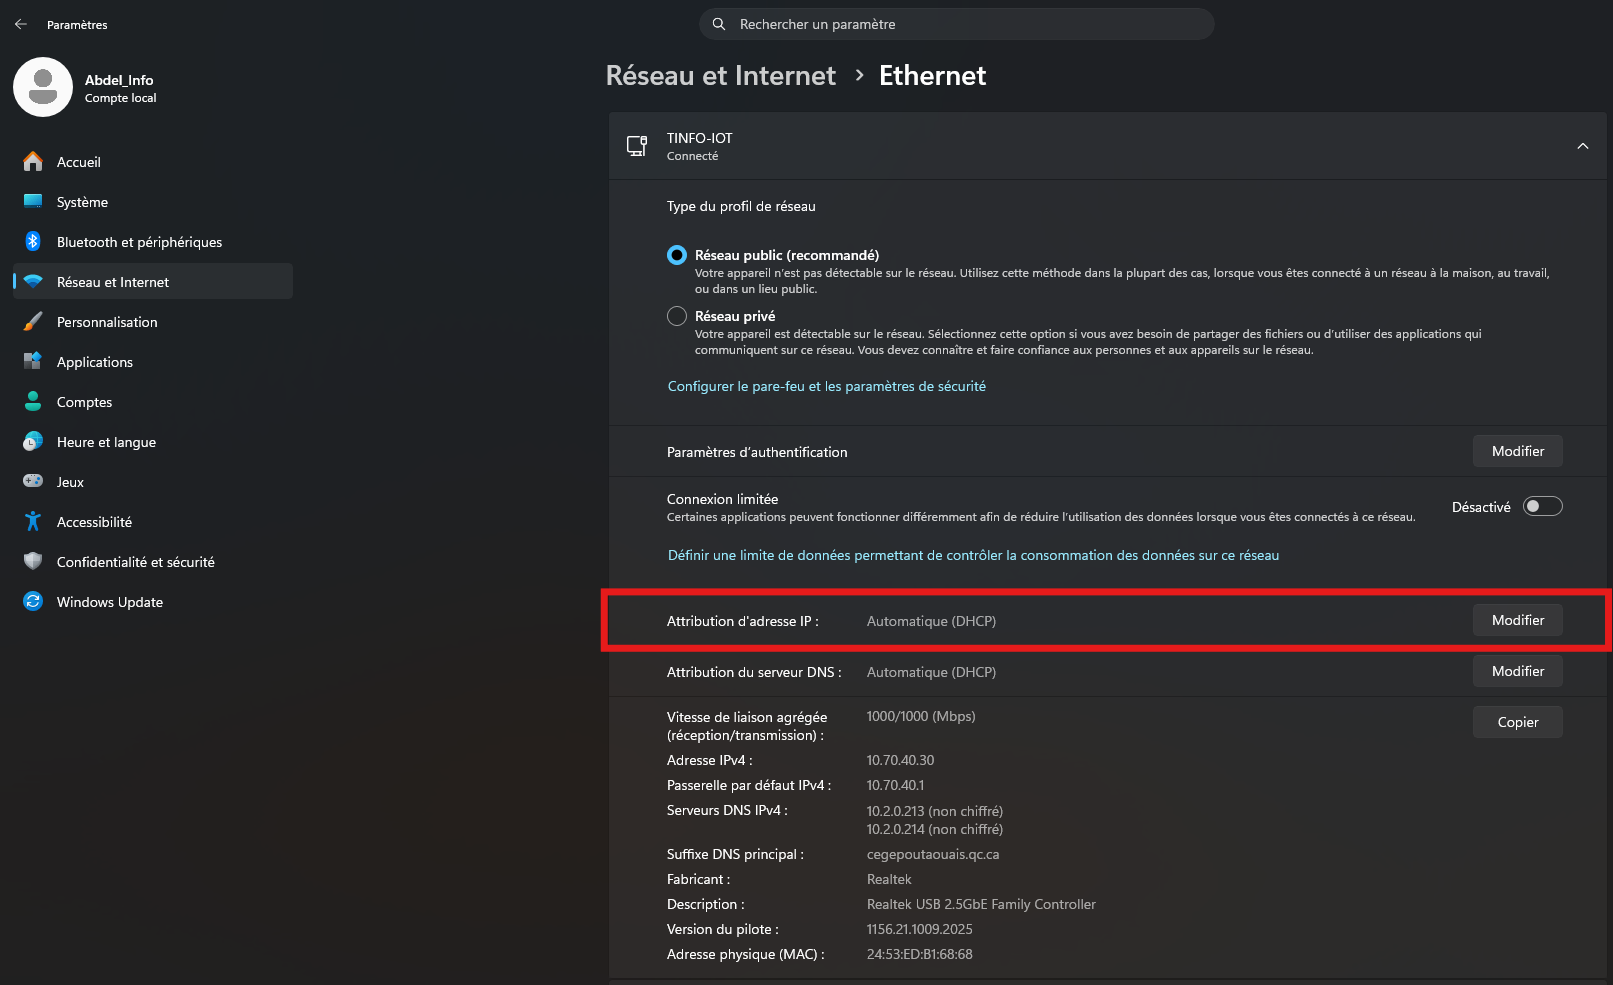 Paramètres
Rechercher un paramètre
Abdel_Info
Compte local
Accueil
Système
Bluetooth et périphériques
Réseau et Internet
Personnalisation
Applications
Comptes
Heure et langue
Jeux
Accessibilité
Confidentialité et sécurité
Windows Update
Réseau et Internet > Ethernet
TINFO-IOT
Connecté
Type du profil de réseau
Réseau public (recommandé)
Votre appareil n'est pas détectable sur le réseau. Utilisez cette méthode dans la plupart des cas, lorsque vous êtes connecté à un réseau à la maison, au travail,
ou dans un lieu public.
Réseau privé
Votre appareil est détectable sur le réseau. Sélectionnez cette option si vous avez besoin de partager des fichiers ou d'utiliser des applications qui
communiquent sur ce réseau. Vous devez connaître et faire confiance aux personnes et aux appareils sur le réseau.
Configurer le pare-feu et les paramètres de sécurité
Paramètres d'authentification Modifier
Connexion limitée
Certaines applications peuvent fonctionner différemment afin de réduire l'utilisation des données lorsque vous êtes connectés à ce réseau.
Désactivé
Définir une limite de données permettant de contrôler la consommation des données sur ce réseau
Attribution d'adresse IP : Automatique (DHCP) Modifier
Attribution du serveur DNS : Automatique (DHCP) Modifier
Vitesse de liaison agrégée
(réception/transmission) : 1000/1000 (Mbps) Copier
Adresse IPv4 : 10.70.40.30
Passerelle par défaut IPv4 : 10.70.40.1
Serveurs DNS IPv4 : 10.2.0.213 (non chiffré)
10.2.0.214 (non chiffré)
Suffixe DNS principal : cegepoutaouais.qc.ca
Fabricant : Realtek
Description : Realtek USB 2.5GbE Family Controller
Version du pilote : 1156.21.1009.2025
Adresse physique (MAC) : 24:53:ED:B1:68:68